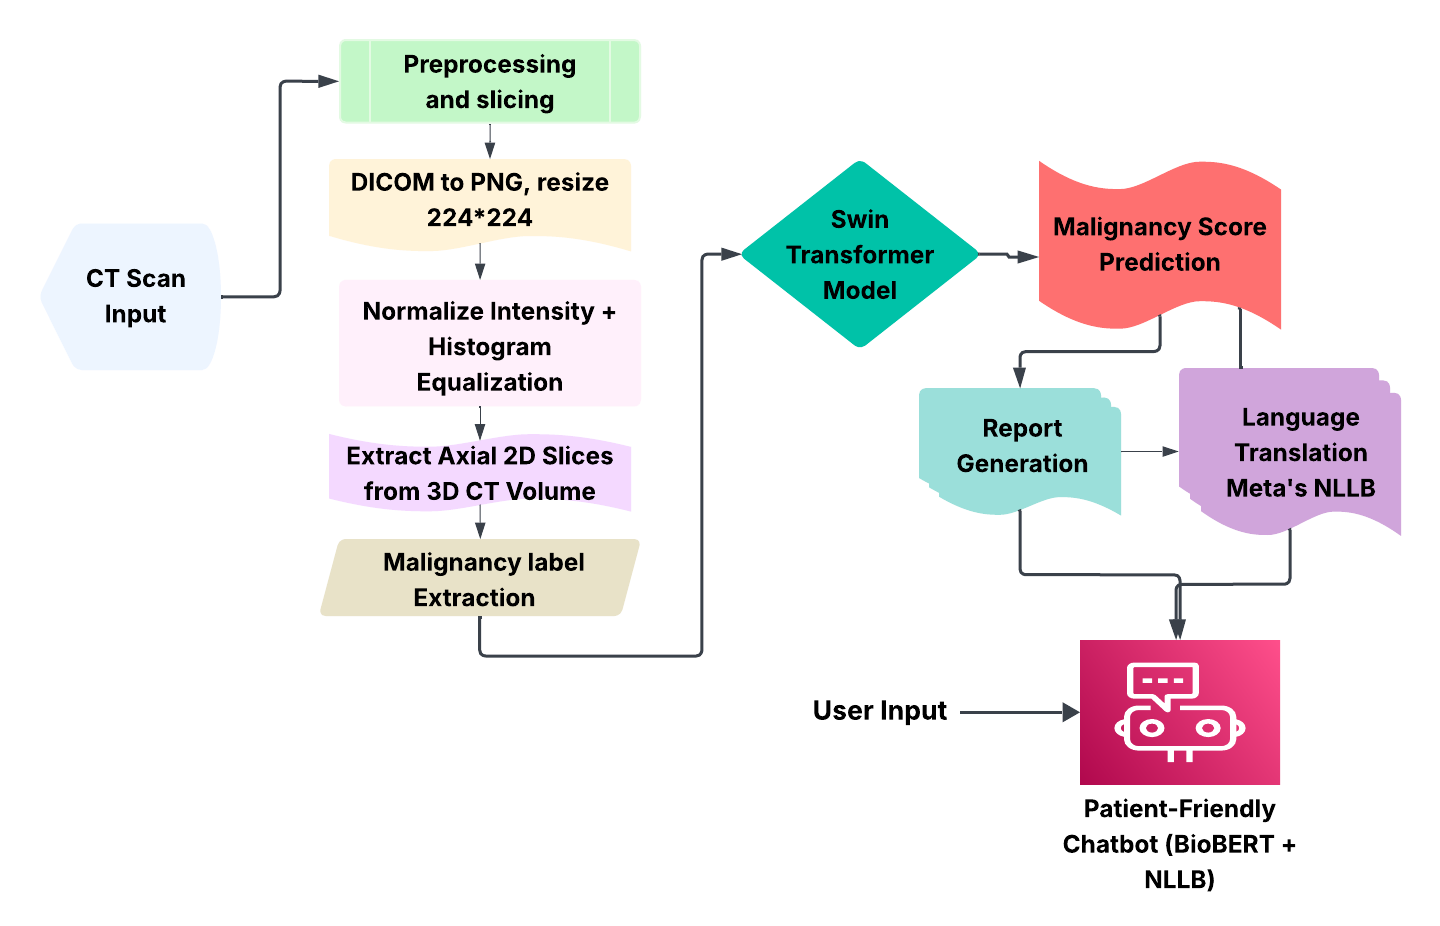 Preprocessing
and slicing
DICOM to PNG, resize
224*224
CT Scan
Input
Normalize Intensity +
Histogram
Equalization
Extract Axial 2D Slices
from 3D CT Volume
Malignancy label
Extraction
Swin
Transformer
Model
Malignancy Score
Prediction
Report
Generation
Language
Translation
Meta's NLLB
User Input
Patient-Friendly
Chatbot (BioBERT +
NLLB)